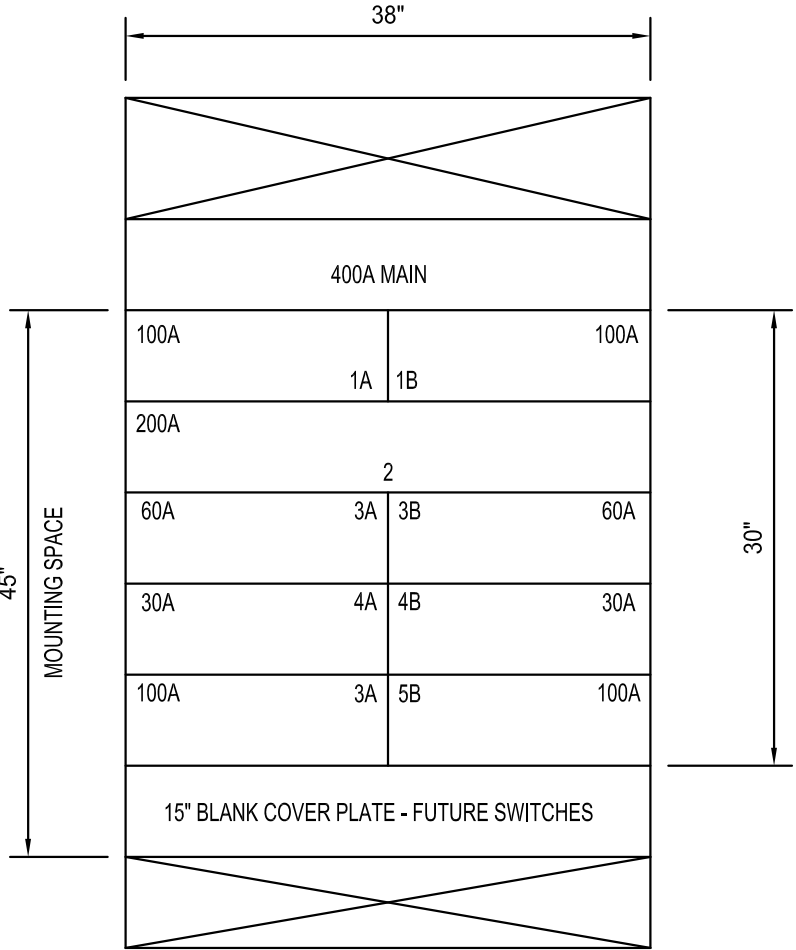 38"
400A MAIN
100A 100A
1A 1B
200A
2
60A 3A 3B 60A
30A 4A 4B 30A
100A 3A 5B 100A
15" BLANK COVER PLATE - FUTURE SWITCHES
45"
MOUNTING SPACE
30"